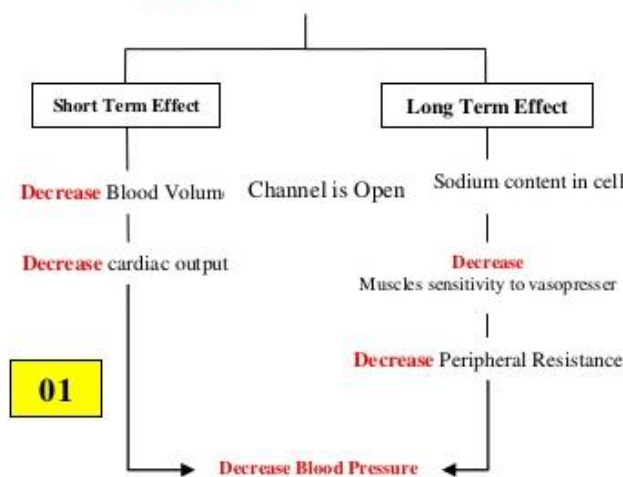 Short Term Effect
Long Term Effect
Decrease Blood Volum
Channel is Open
Sodium content in cell
Decrease cardiac output
Decrease
Muscles sensitivity to vasopresser
Decrease Peripheral Resistance
01
Decrease Blood Pressure